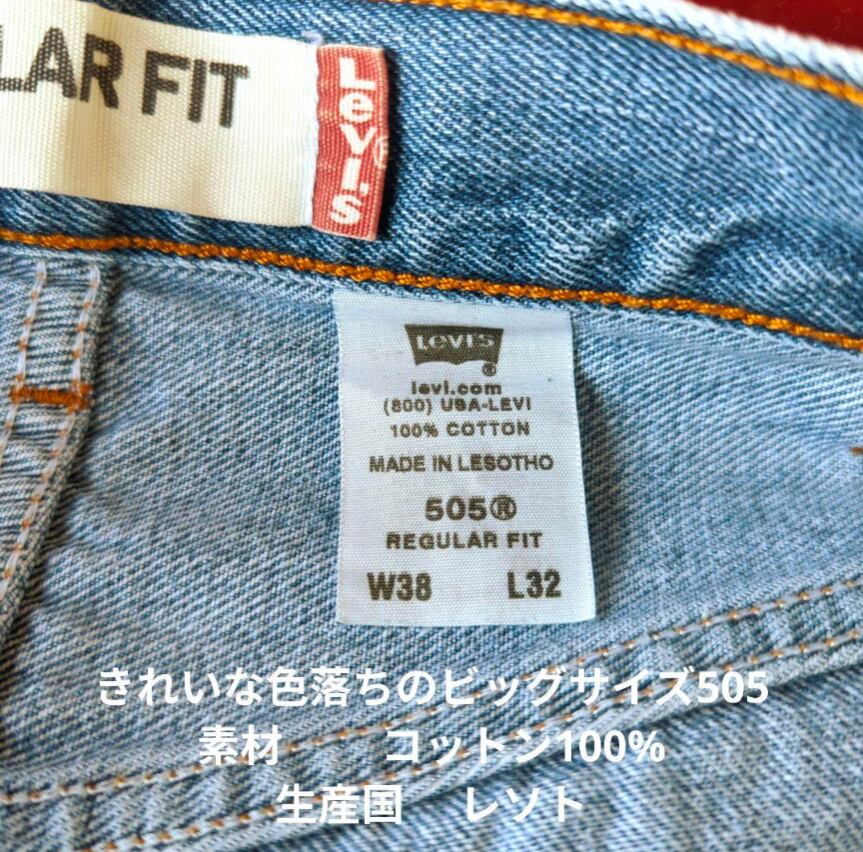 LAR FIT
Levi's®
LEVI'S
®
levi.com
(800) USA-LEVI
100% COTTON
MADE IN LESOTHO
505®
REGULAR FIT
W38 L32
きれいな色落ちのビッグサイズ505
素材 コットン100%
生産国 レソト